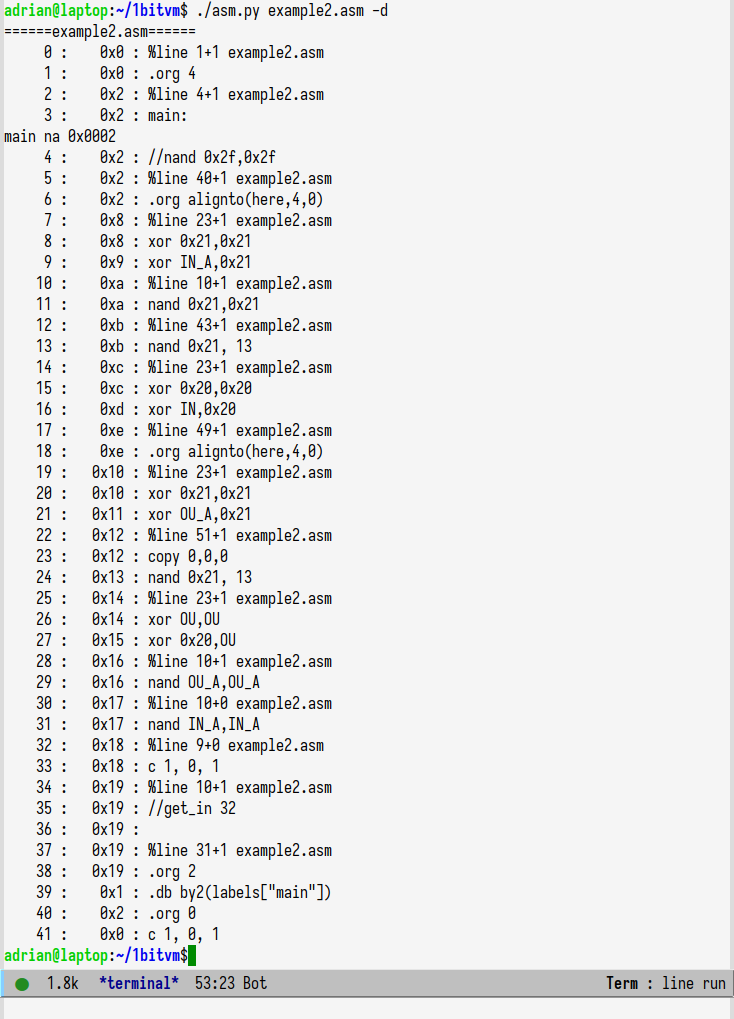 adrian@laptop:~/1bitvm$ ./asm.py example2.asm -d
======example2.asm======
0 : 0x0 : %line 1+1 example2.asm
1 : 0x0 : .org 4
2 : 0x2 : %line 4+1 example2.asm
3 : 0x2 : main:
main na 0x0002
4 : 0x2 : //nand 0x2f,0x2f
5 : 0x2 : %line 40+1 example2.asm
6 : 0x2 : .org alignto(here,4,0)
7 : 0x8 : %line 23+1 example2.asm
8 : 0x8 : xor 0x21,0x21
9 : 0x9 : xor IN_A,0x21
10 : 0xa : %line 10+1 example2.asm
11 : 0xa : nand 0x21,0x21
12 : 0xb : %line 43+1 example2.asm
13 : 0xb : nand 0x21, 13
14 : 0xc : %line 23+1 example2.asm
15 : 0xc : xor 0x20,0x20
16 : 0xd : xor IN,0x20
17 : 0xe : %line 49+1 example2.asm
18 : 0xe : .org alignto(here,4,0)
19 : 0x10 : %line 23+1 example2.asm
20 : 0x10 : xor 0x21,0x21
21 : 0x11 : xor OU_A,0x21
22 : 0x12 : %line 51+1 example2.asm
23 : 0x12 : copy 0,0,0
24 : 0x13 : nand 0x21, 13
25 : 0x14 : %line 23+1 example2.asm
26 : 0x14 : xor OU,OU
27 : 0x15 : xor 0x20,OU
28 : 0x16 : %line 10+1 example2.asm
29 : 0x16 : nand OU_A,OU_A
30 : 0x17 : %line 10+0 example2.asm
31 : 0x17 : nand IN_A,IN_A
32 : 0x18 : %line 9+0 example2.asm
33 : 0x18 : c 1, 0, 1
34 : 0x19 : %line 10+1 example2.asm
35 : 0x19 : //get_in 32
36 : 0x19 :
37 : 0x19 : %line 31+1 example2.asm
38 : 0x19 : .org 2
39 : 0x1 : .db by2(labels["main"])
40 : 0x2 : .org 0
41 : 0x0 : c 1, 0, 1
adrian@laptop:~/1bitvm$
1.8k *terminal* 53:23 Bot Term : line run